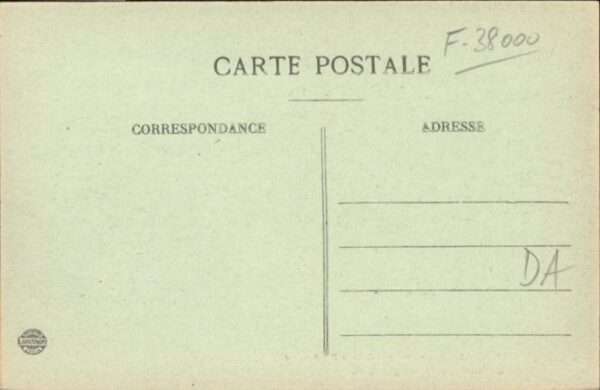 F-38000
CARTE POSTALE
CORRESPONDANCE
ADRESSE
DA